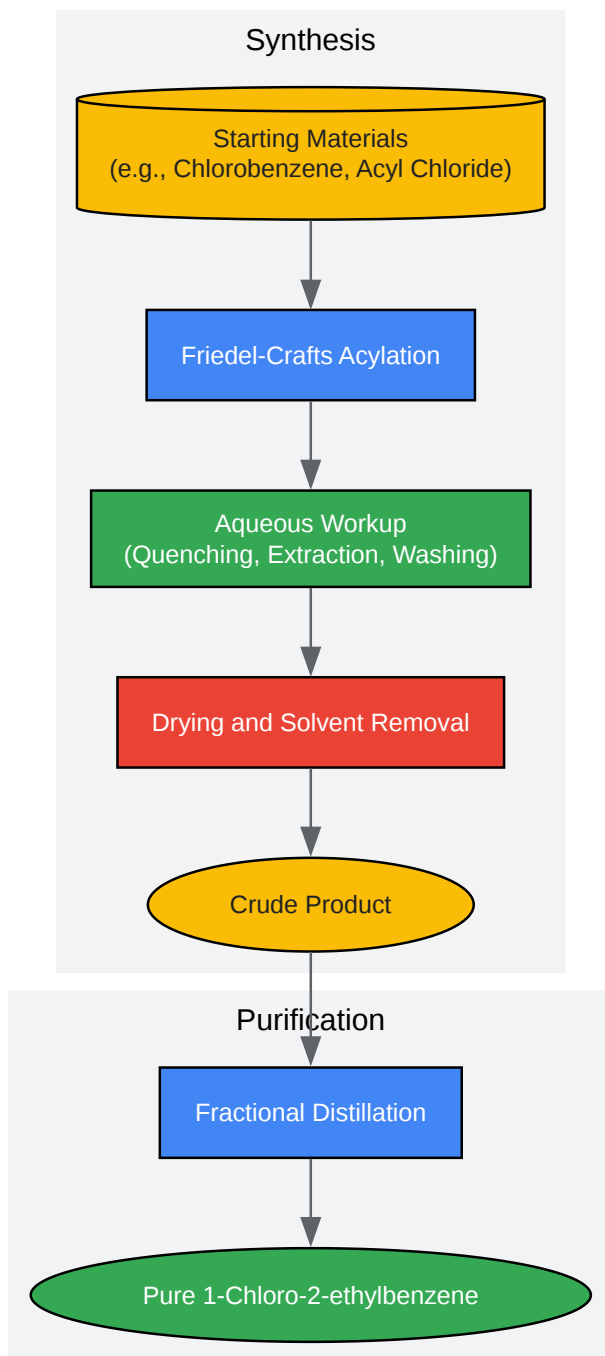 Synthesis
Starting Materials
(e.g., Chlorobenzene, Acyl Chloride)
Friedel-Crafts Acylation
Aqueous Workup
(Quenching, Extraction, Washing)
Drying and Solvent Removal
Crude Product
Purification
Fractional Distillation
Pure 1-Chloro-2-ethylbenzene